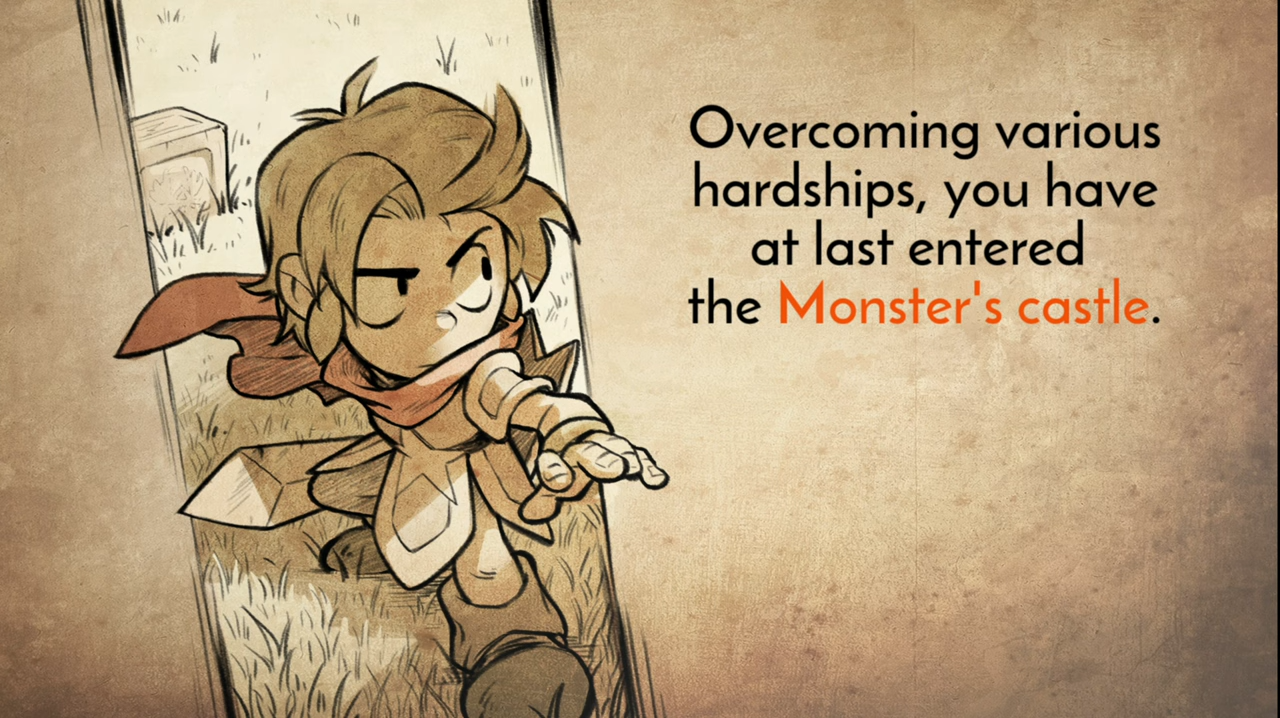 Overcoming various
hardships, you have
at last entered
the Monster's castle.